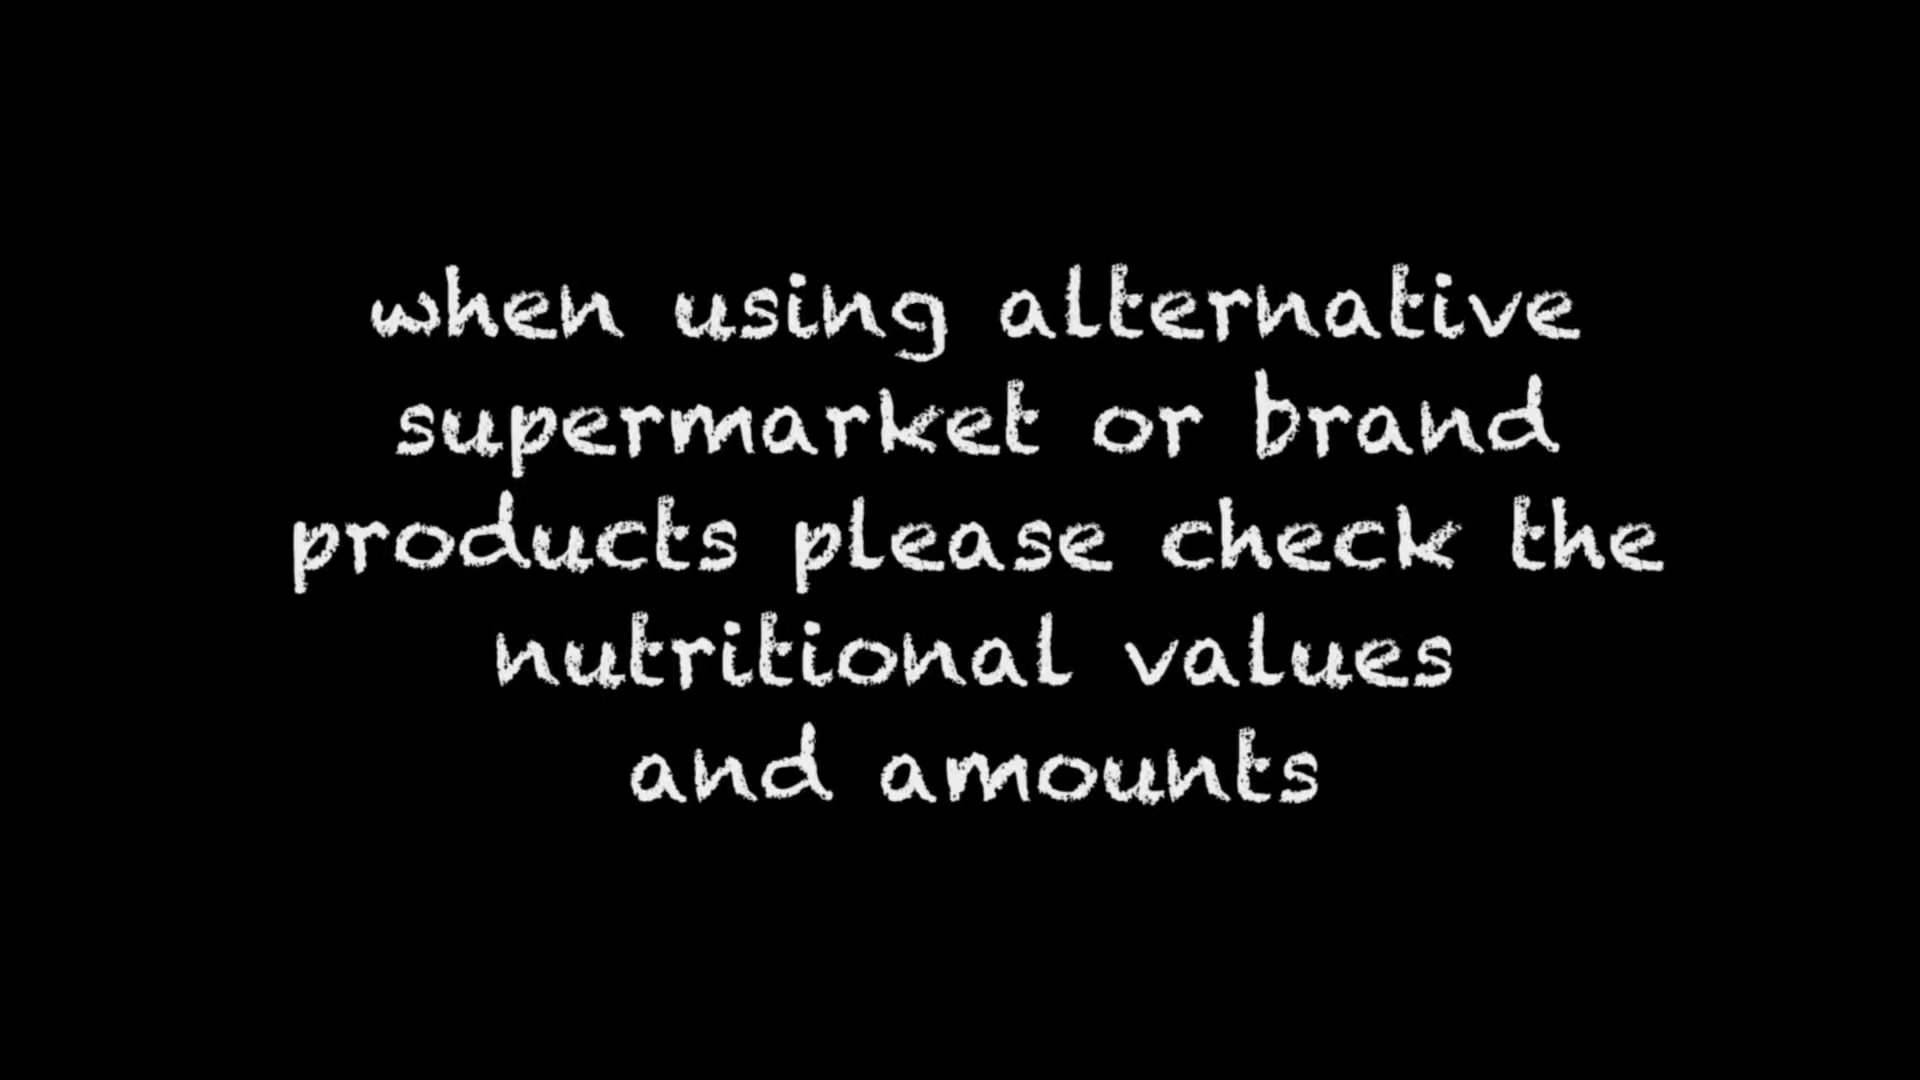 when using alternative
supermarket or brand
products please check the
nutritional values
and amounts